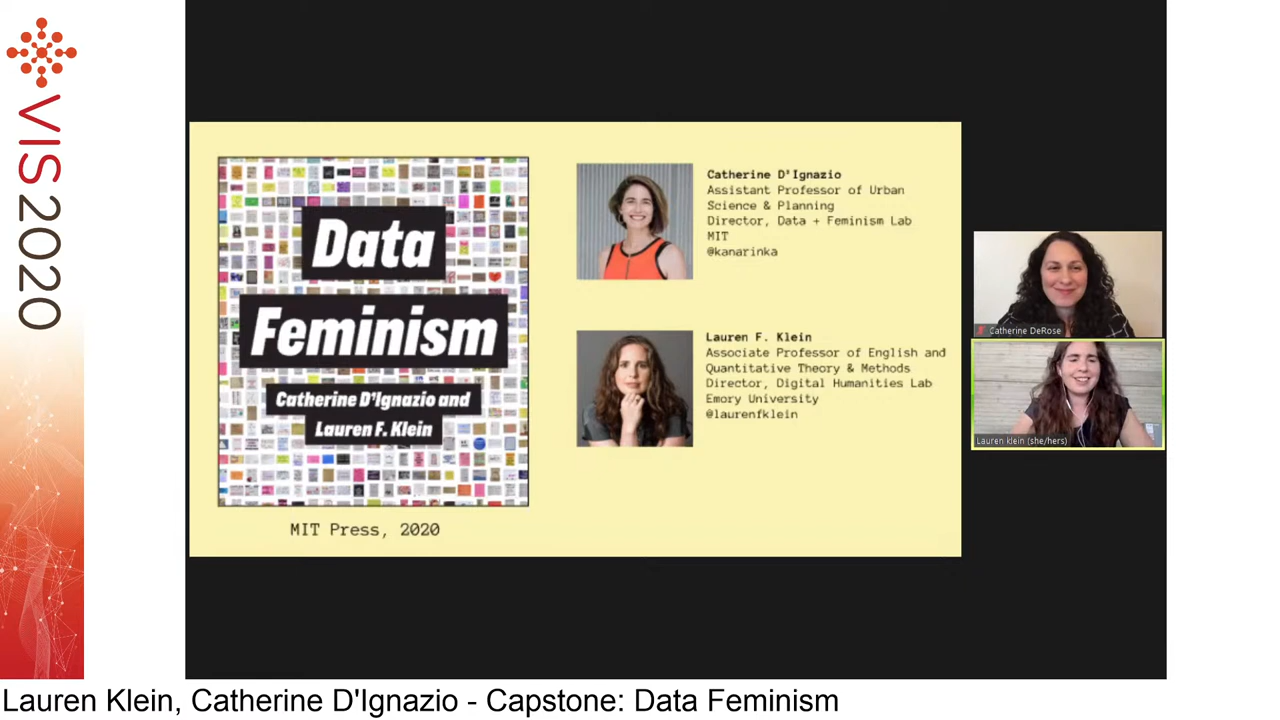 VIS2020
Data
Feminism
Catherine D'Ignazio and
Lauren F. Klein
MIT Press, 2020
Catherine D'Ignazio
Assistant Professor of Urban
Science & Planning
Director, Data + Feminism Lab
MIT
@kanarinka
Lauren F. Klein
Associate Professor of English and
Quantitative Theory & Methods
Director, Digital Humanities Lab
Emory University
@laurenfklein
Catherine DeRose
Lauren klein (she/hers)
Lauren Klein, Catherine D'Ignazio - Capstone: Data Feminism